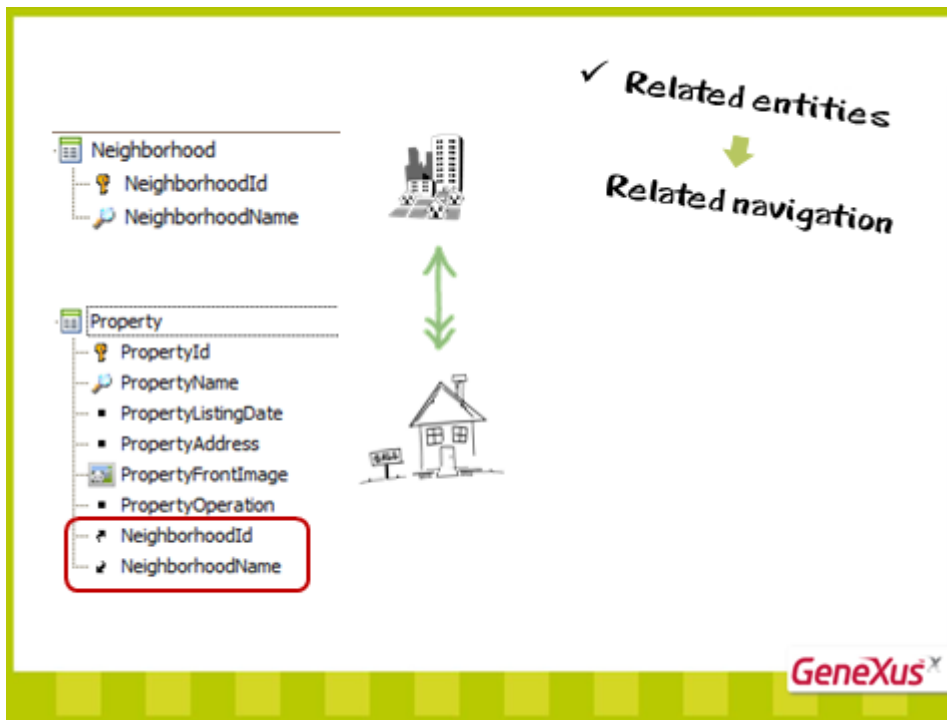 ✓ Related entities
Related navigation
Neighborhood
NeighborhoodId
NeighborhoodName
Property
PropertyId
PropertyName
PropertyListingDate
PropertyAddress
PropertyFrontImage
PropertyOperation
NeighborhoodId
NeighborhoodName
GeneXus X